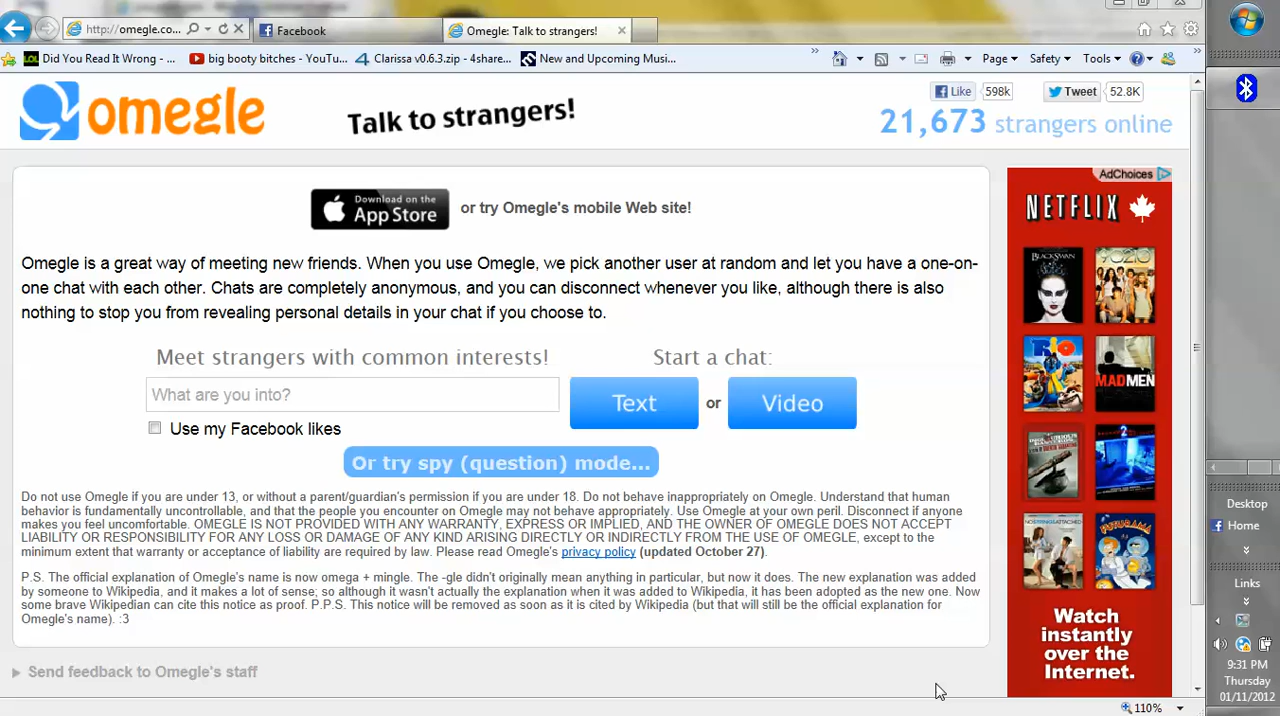 http://omegle.co...
Facebook
Omegle: Talk to strangers!
Did You Read It Wrong - ...
big booty bitches - YouTu...
Clarissa v0.6.3.zip - 4share...
New and Upcoming Musi...
Page
Safety
Tools
omegle
Talk to strangers!
Like
598k
Tweet
52.8K
21,673 strangers online
Download on the
App Store
or try Omegle's mobile Web site!
Omegle is a great way of meeting new friends. When you use Omegle, we pick another user at random and let you have a one-on-
one chat with each other. Chats are completely anonymous, and you can disconnect whenever you like, although there is also
nothing to stop you from revealing personal details in your chat if you choose to.
Meet strangers with common interests!
Start a chat:
What are you into?
Text
or
Video
Use my Facebook likes
Or try spy (question) mode...
Do not use Omegle if you are under 13, or without a parent/guardian's permission if you are under 18. Do not behave inappropriately on Omegle. Understand that human
behavior is fundamentally uncontrollable, and that the people you encounter on Omegle may not behave appropriately. Use Omegle at your own peril. Disconnect if anyone
makes you feel uncomfortable. OMEGLE IS NOT PROVIDED WITH ANY WARRANTY, EXPRESS OR IMPLIED, AND THE OWNER OF OMEGLE DOES NOT ACCEPT
LIABILITY OR RESPONSIBILITY FOR ANY LOSS OR DAMAGE OF ANY KIND ARISING DIRECTLY OR INDIRECTLY FROM THE USE OF OMEGLE, except to the
minimum extent that warranty or acceptance of liability are required by law. Please read Omegle's privacy policy (updated October 27).
P.S. The official explanation of Omegle's name is now omega + mingle. The -gle didn't originally mean anything in particular, but now it does. The new explanation was added
by someone to Wikipedia, and it makes a lot of sense; so although it wasn't actually the explanation when it was added to Wikipedia, it has been adopted as the new one. Now
some brave Wikipedian can cite this notice as proof. P.P.S. This notice will be removed as soon as it is cited by Wikipedia (but that will still be the official explanation for
Omegle's name). :3
Send feedback to Omegle's staff
AdChoices
NETFLIX
BLACK SWAN
90210
RIO
MAD MEN
2
NO STRINGS ATTACHED
FUTURAMA
Watch
instantly
over the
Internet.
110%
Desktop
Home
Links
9:31 PM
Thursday
01/11/2012